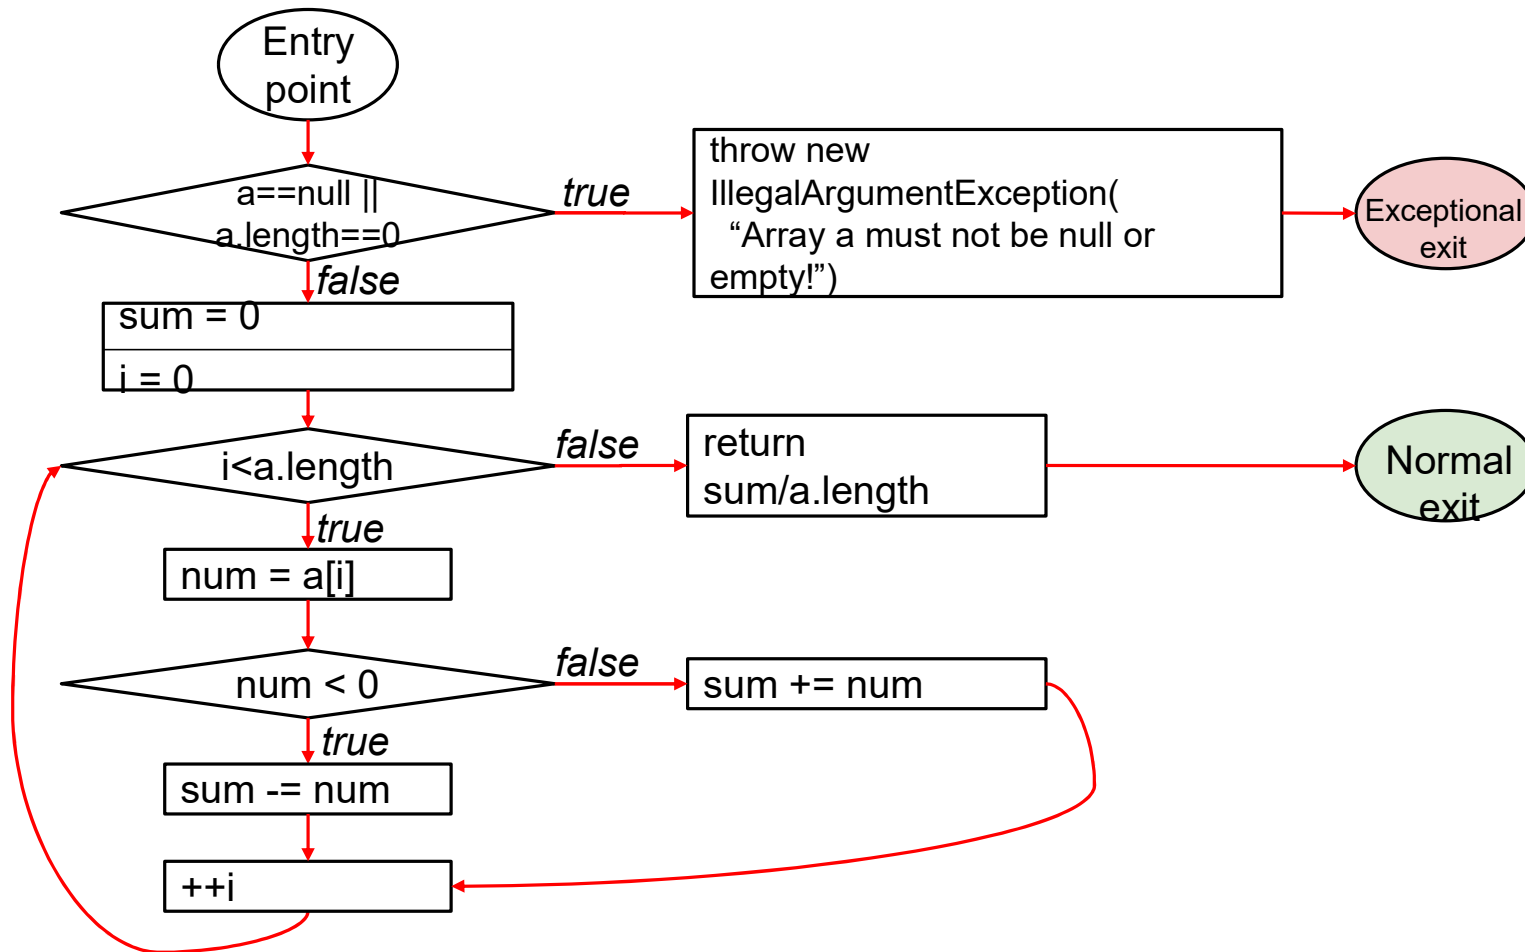 Entry
point
a==null ||
a.length==0
true
throw new
IllegalArgumentException(
“Array a must not be null or
empty!”)
Exceptional
exit
false
sum = 0
i = 0
i<a.length
false
return
sum/a.length
Normal
exit
true
num = a[i]
num < 0
false
sum += num
true
sum -= num
++i